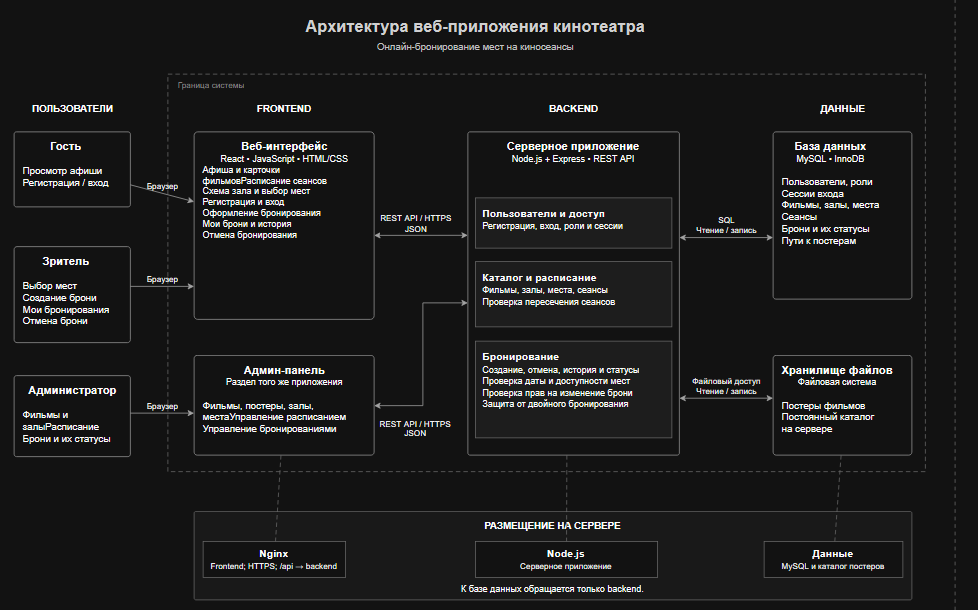 Архитектура веб-приложения кинотеатра
Онлайн-бронирование мест на киносеансы
Граница системы
ПОЛЬЗОВАТЕЛИ
FRONTEND
BACKEND
ДАННЫЕ
Гость
Просмотр афиши
Регистрация / вход
Браузер
Зритель
Выбор мест
Создание брони
Мои бронирования
Отмена брони
Браузер
Администратор
Фильмы и
залыРасписание
Брони и их статусы
Браузер
Веб-интерфейс
React • JavaScript • HTML/CSS
Афиша и карточки
фильмовРасписание сеансов
Схема зала и выбор мест
Регистрация и вход
Оформление бронирования
Мои брони и история
Отмена бронирования
Админ-панель
Раздел того же приложения
Фильмы, постеры, залы,
местаУправление расписанием
Управление бронированиями
REST API / HTTPS
JSON
REST API / HTTPS
JSON
Серверное приложение
Node.js + Express • REST API
Пользователи и доступ
Регистрация, вход, роли и сессии
Каталог и расписание
Фильмы, залы, места, сеансы
Проверка пересечения сеансов
Бронирование
Создание, отмена, история и статусы
Проверка даты и доступности мест
Проверка прав на изменение брони
Защита от двойного бронирования
SQL
Чтение / запись
Файловый доступ
Чтение / запись
База данных
MySQL • InnoDB
Пользователи, роли
Сессии входа
Фильмы, залы, места
Сеансы
Брони и их статусы
Пути к постерам
Хранилище файлов
Файловая система
Постеры фильмов
Постоянный каталог
на сервере
РАЗМЕЩЕНИЕ НА СЕРВЕРЕ
Nginx
Frontend; HTTPS; /api → backend
Node.js
Серверное приложение
Данные
MySQL и каталог постеров
К базе данных обращается только backend.